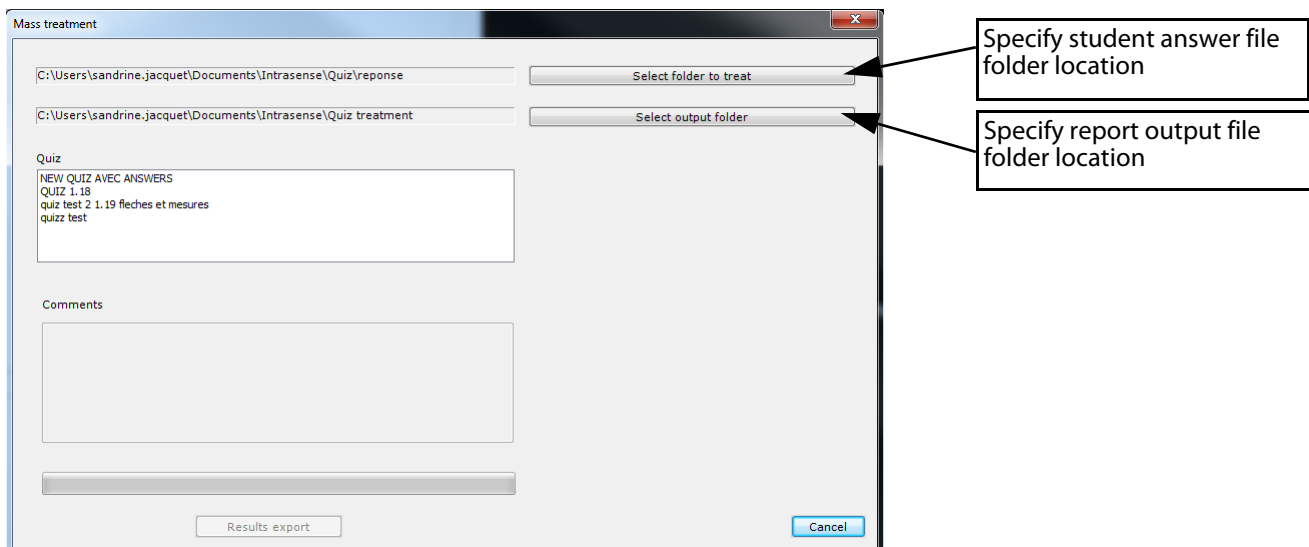 Mass treatment
Specify student answer file
folder location
C:\Users\sandrine.jacquet\Documents\Intrasense\Quiz\reponse
Select folder to treat
C:\Users\sandrine.jacquet\Documents\Intrasense\Quiz treatment
Select output folder
Specify report output file
folder location
Quiz
NEW QUIZ AVEC ANSWERS
QUIZ 1.18
quiz test 2 1.19 fleches et mesures
quizz test
Comments
Results export
Cancel